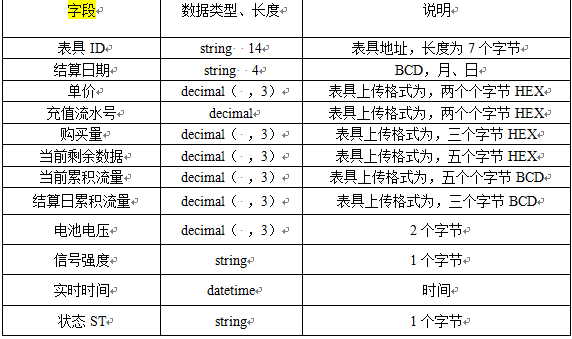 字段 数据类型、长度 说明
表具 ID string 14 表具地址，长度为 7 个字节
结算日期 string 4 BCD，月、日
单价 decimal（ ，3） 表具上传格式为，两个个字节 HEX
充值流水号 decimal 表具上传格式为，两个个字节 HEX
购买量 decimal（ ，3） 表具上传格式为，三个字节 HEX
当前剩余数据 decimal（ ，3） 表具上传格式为，五个字节 HEX
当前累积流量 decimal（ ，3） 表具上传格式为，五个个字节 BCD
结算日累积流量 decimal（ ，3） 表具上传格式为，三个字节 BCD
电池电压 decimal（ ，3） 2 个字节
信号强度 string 1 个字节
实时时间 datetime 时间
状态 ST string 1 个字节